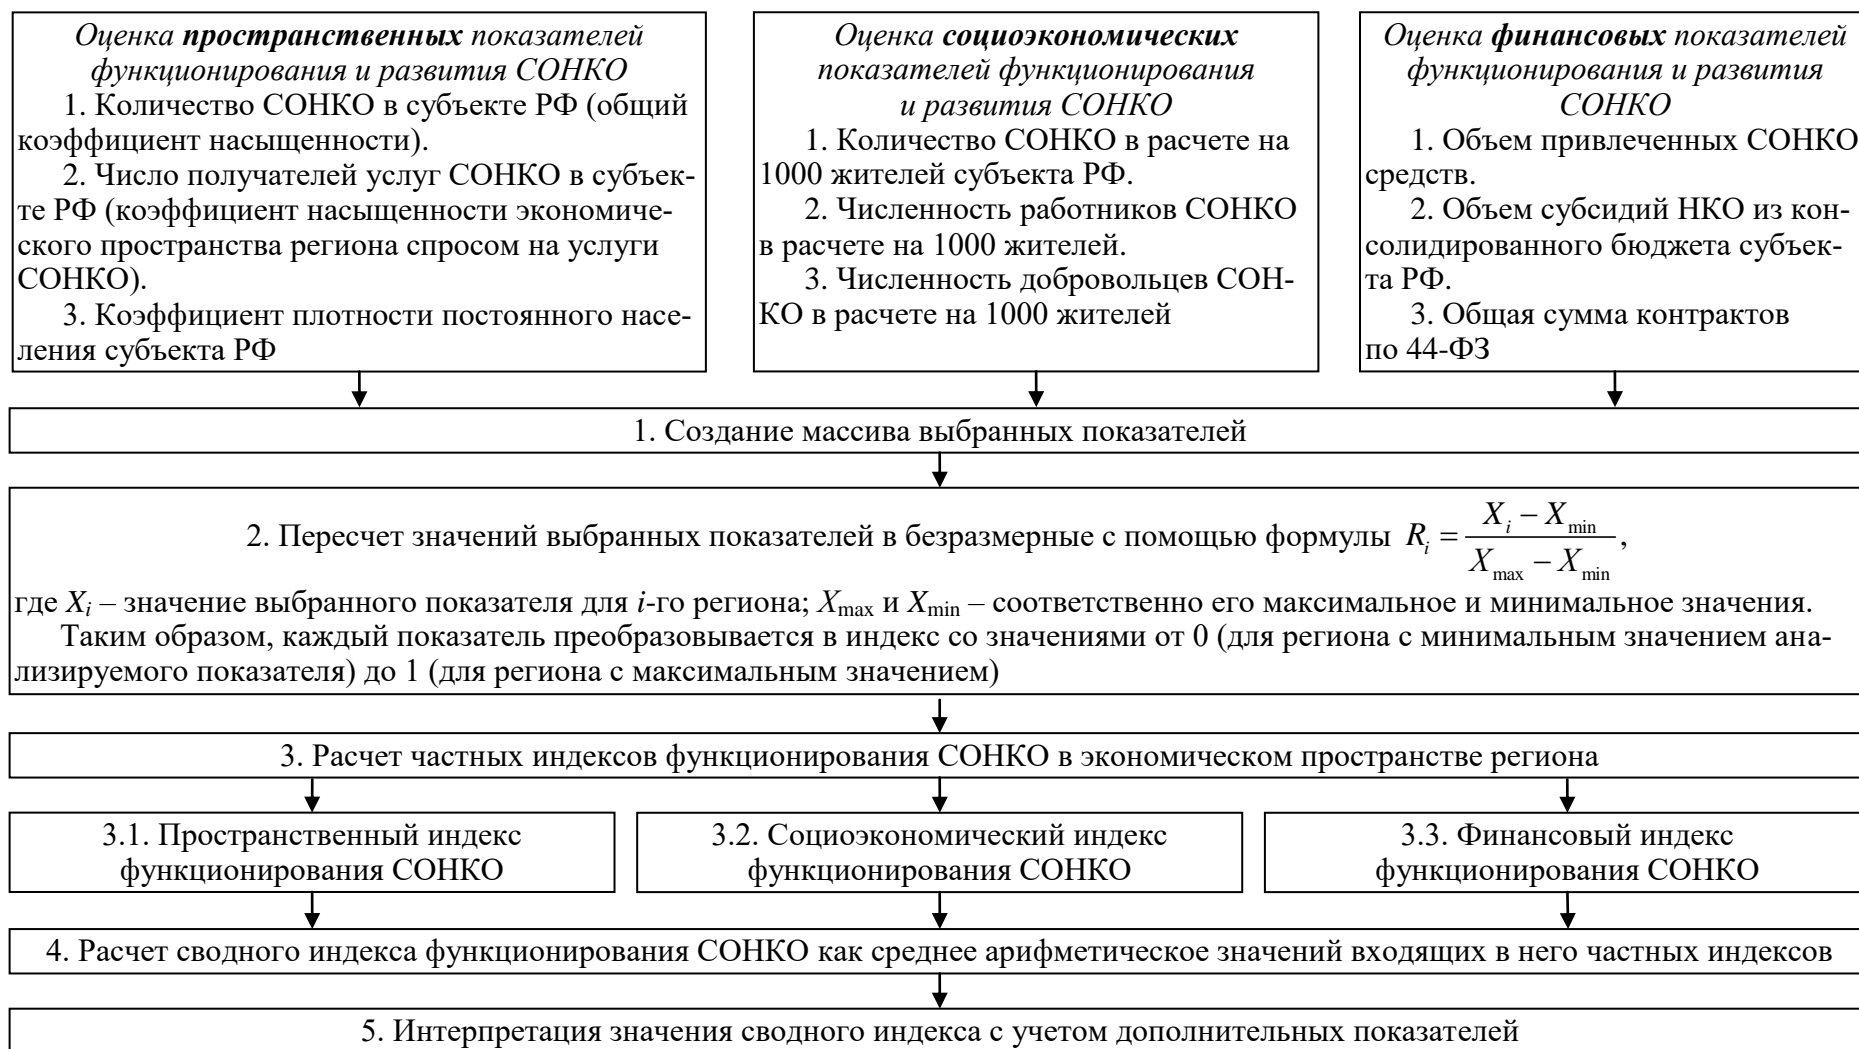 Оценка пространственных показателей
функционирования и развития СОНКО
1. Количество СОНКО в субъекте РФ (общий
коэффициент насыщенности).
2. Число получателей услуг СОНКО в субъек-
те РФ (коэффициент насыщенности экономиче-
ского пространства региона спросом на услуги
СОНКО).
3. Коэффициент плотности постоянного насе-
ления субъекта РФ
Оценка социоэкономических
показателей функционирования
и развития СОНКО
1. Количество СОНКО в расчете на
1000 жителей субъекта РФ.
2. Численность работников СОНКО
в расчете на 1000 жителей.
3. Численность добровольцев СОН-
КО в расчете на 1000 жителей
Оценка финансовых показателей
функционирования и развития
СОНКО
1. Объем привлеченных СОНКО
средств.
2. Объем субсидий НКО из кон-
солидированного бюджета субъек-
та РФ.
3. Общая сумма контрактов
по 44-ФЗ
1. Создание массива выбранных показателей
2. Пересчет значений выбранных показателей в безразмерные с помощью формулы R_i = (X_i – X_min) / (X_max – X_min),
где X_i – значение выбранного показателя для i-го региона; X_max и X_min – соответственно его максимальное и минимальное значения.
Таким образом, каждый показатель преобразовывается в индекс со значениями от 0 (для региона с минимальным значением ана-
лизируемого показателя) до 1 (для региона с максимальным значением)
3. Расчет частных индексов функционирования СОНКО в экономическом пространстве региона
3.1. Пространственный индекс
функционирования СОНКО
3.2. Социоэкономический индекс
функционирования СОНКО
3.3. Финансовый индекс
функционирования СОНКО
4. Расчет сводного индекса функционирования СОНКО как среднее арифметическое значений входящих в него частных индексов
5. Интерпретация значения сводного индекса с учетом дополнительных показателей